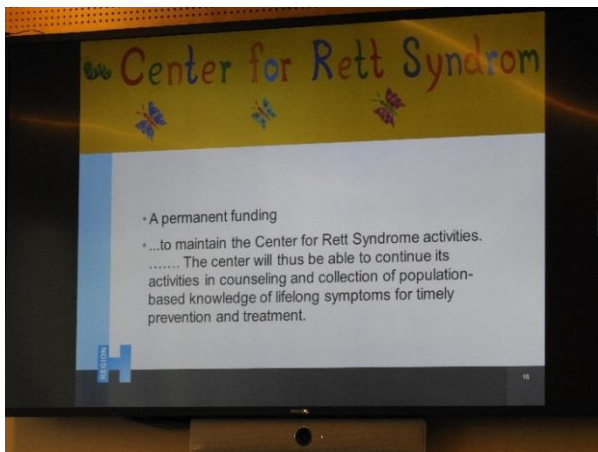 Center for Rett Syndrom
• A permanent funding
• ...to maintain the Center for Rett Syndrome activities.
....... The center will thus be able to continue its
activities in counseling and collection of population-
based knowledge of lifelong symptoms for timely
prevention and treatment.
REGION
H